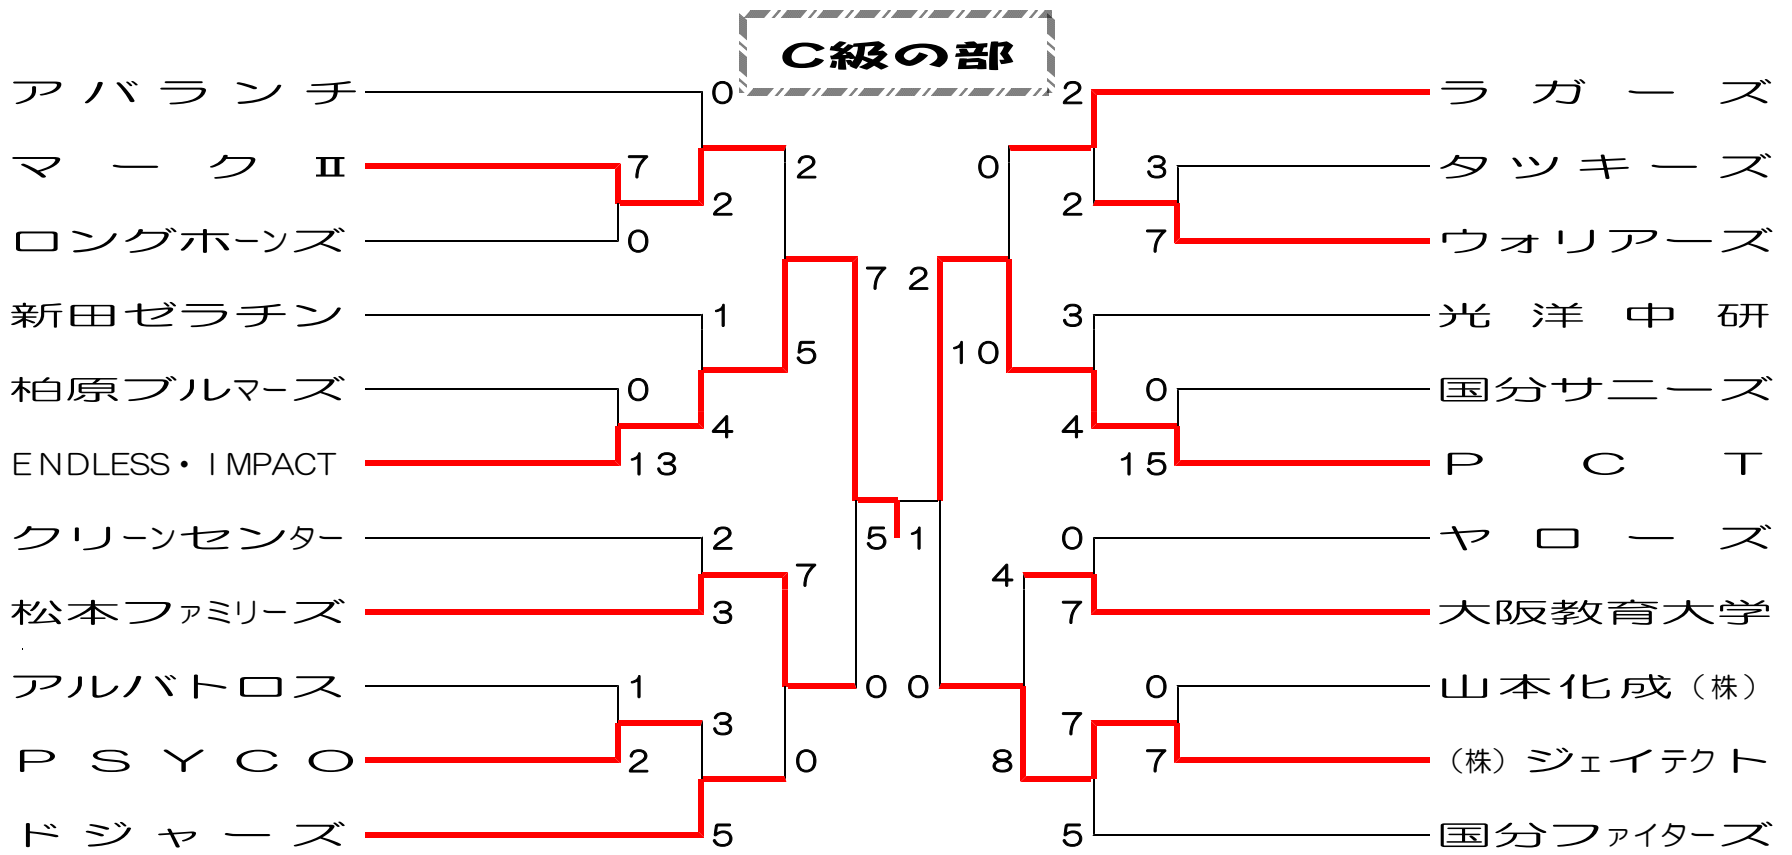 C級の部
アバランチ 0 2 ラガーズ
マークⅡ 7 2 0 3 タツキーズ
2 2
ロングホーンズ 0 7 ウォリアーズ
7 2
新田ゼラチン 1 3 光洋中研
5 10
柏原ブルマーズ 0 0 国分サニーズ
4 4
ENDLESS・IMPACT 13 15 PCT
クリーンセンター 2 5 1 0 ヤローズ
7 4
松本ファミリーズ 3 7 大阪教育大学
アルバトロス 1 0 0 0 山本化成(株)
3 7
PSYCO 2 0 8 7 (株)ジェイテクト
ドジャーズ 5 5 国分ファイターズ